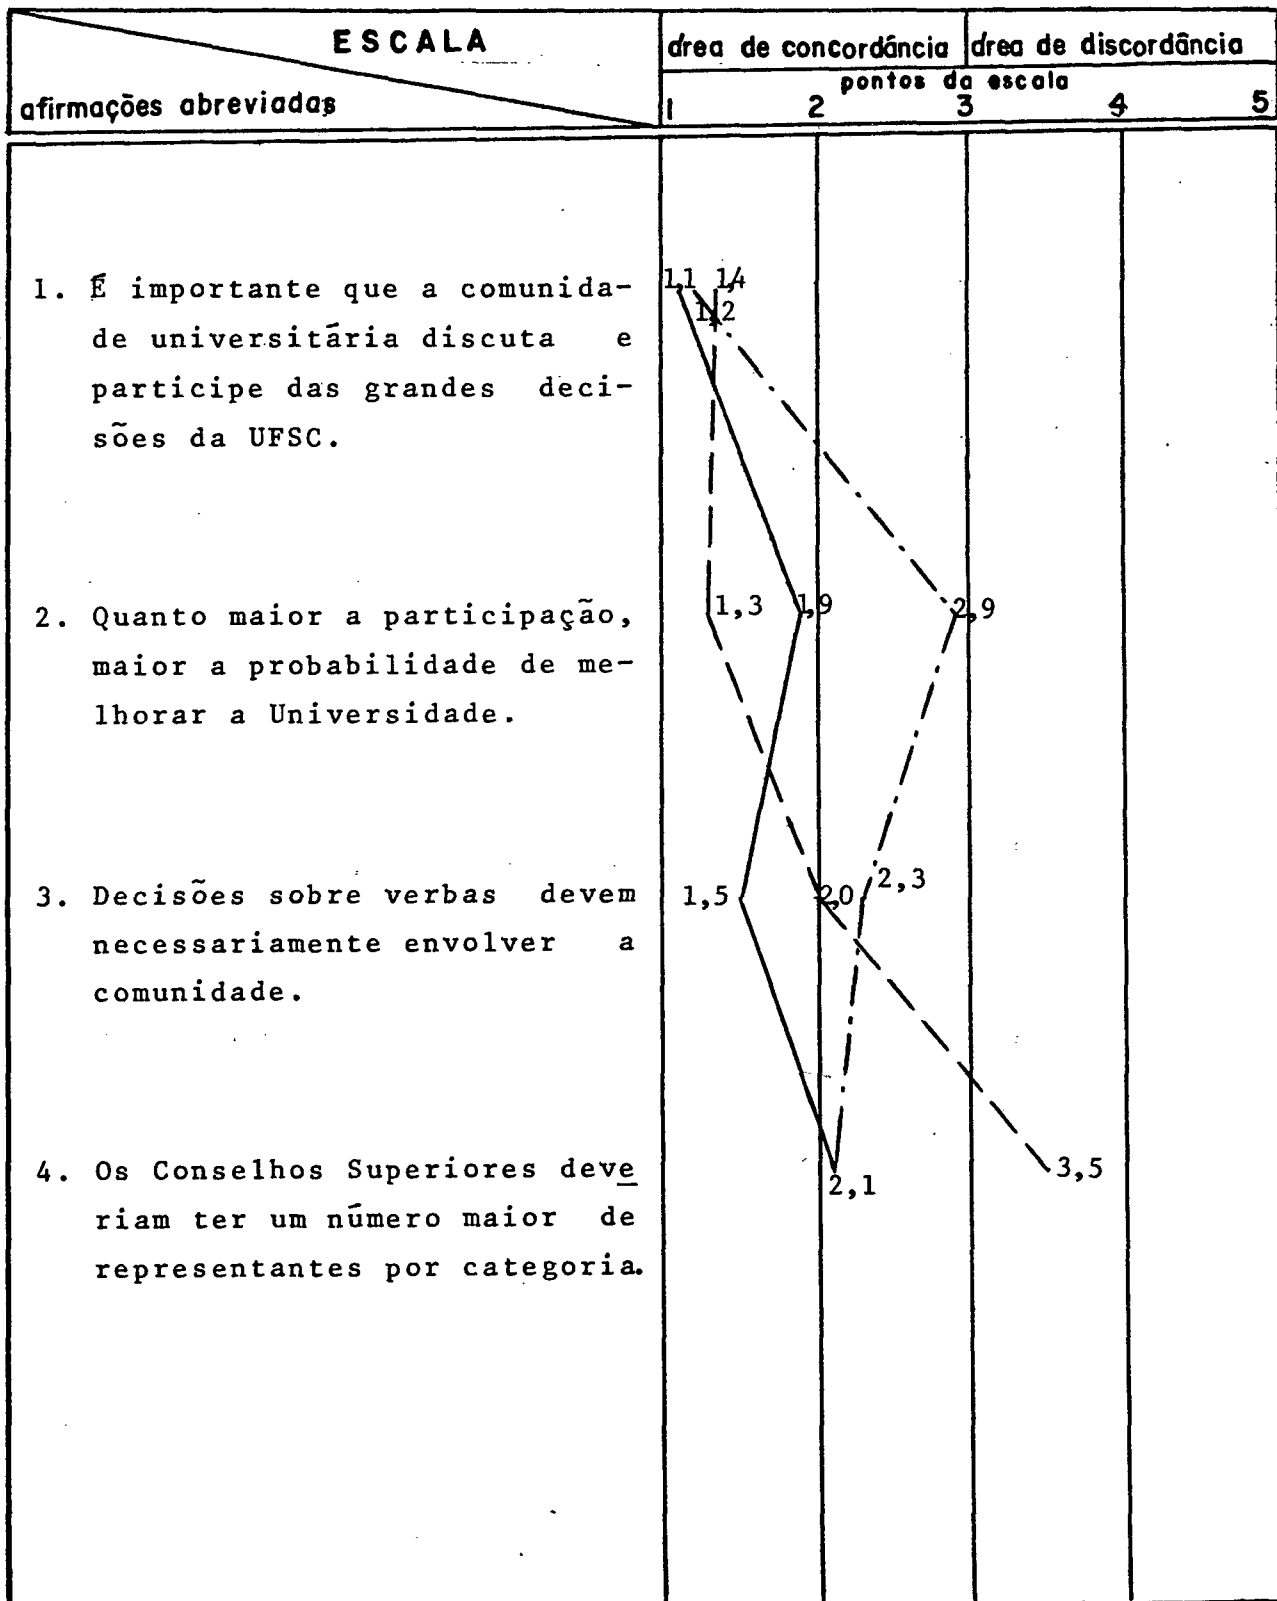 ESCALA
área de concordância área de discordância
pontos da escala
afirmações abreviadas
1 2 3 4 5
1. É importante que a comunida-
de universitária discuta e
participe das grandes deci-
sões da UFSC.
1,1 1,4
1,2
2. Quanto maior a participação,
maior a probabilidade de me-
lhorar a Universidade.
1,3 1,9 2,9
3. Decisões sobre verbas devem
necessariamente envolver a
comunidade.
1,5 2,0 2,3
4. Os Conselhos Superiores deve
riam ter um número maior de
representantes por categoria.
2,1 3,5